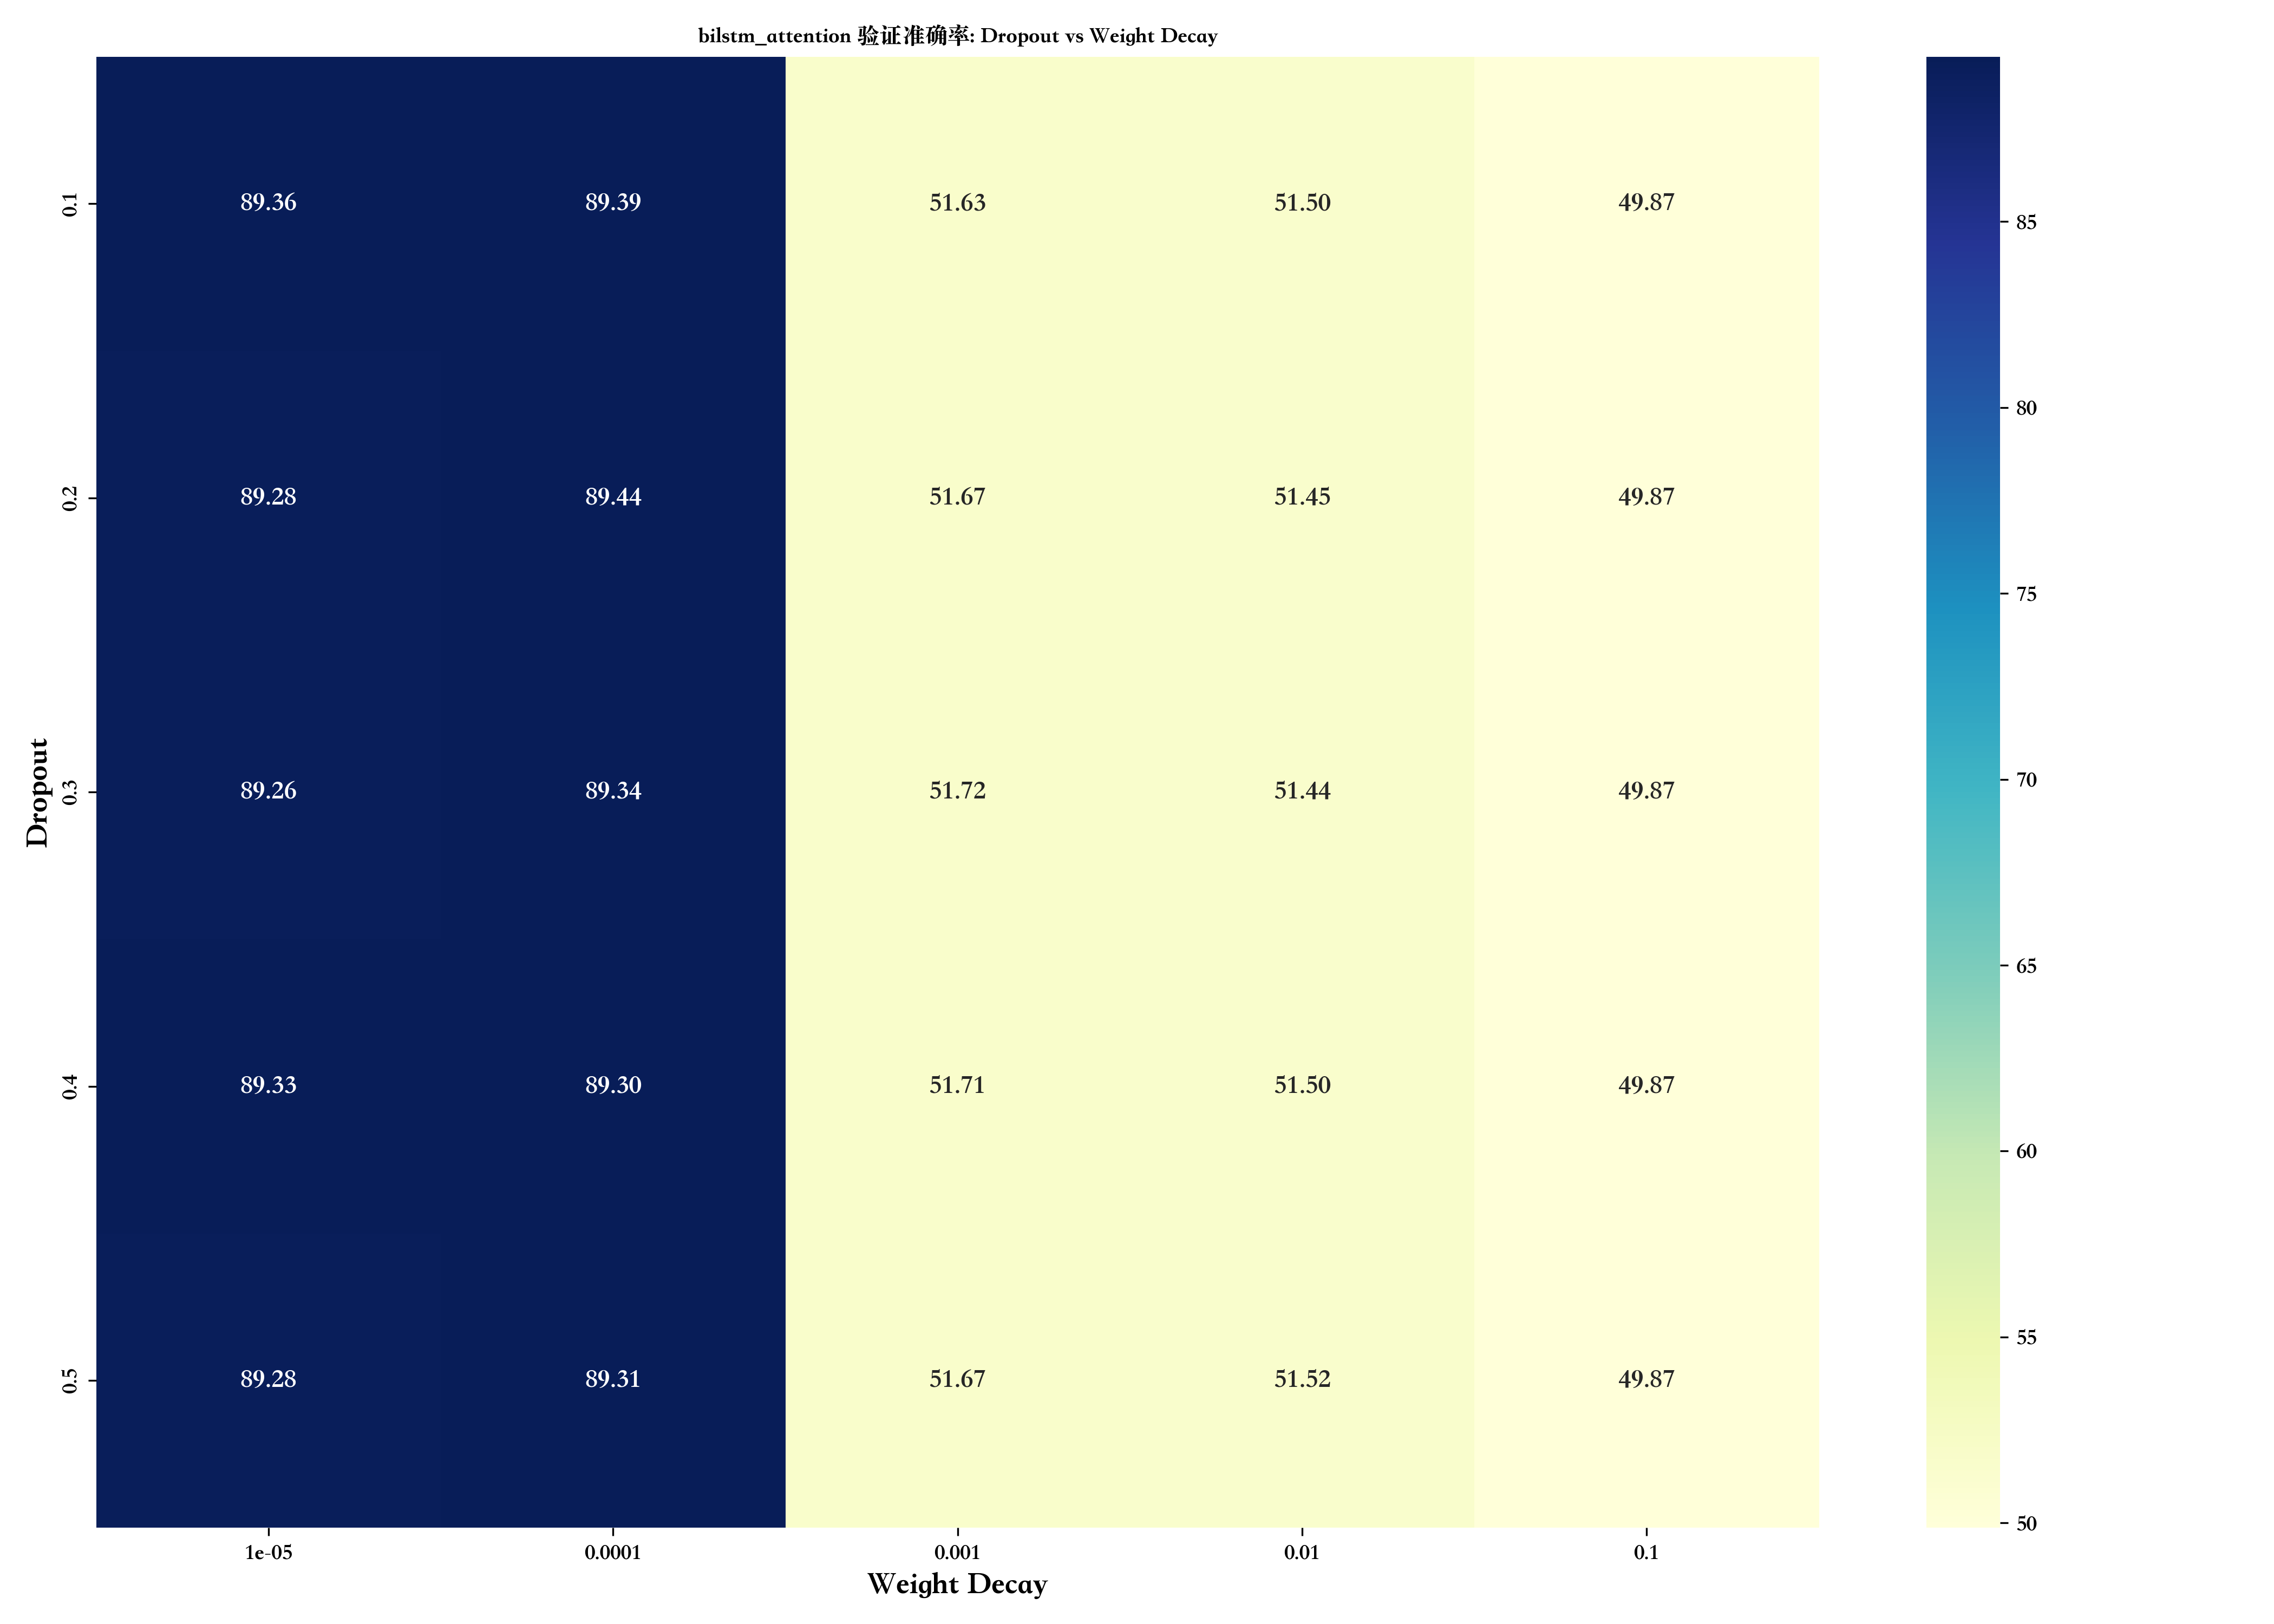 bilstm_attention 验证准确率: Dropout vs Weight Decay
Dropout
0.1 89.36 89.39 51.63 51.50 49.87
0.2 89.28 89.44 51.67 51.45 49.87
0.3 89.26 89.34 51.72 51.44 49.87
0.4 89.33 89.30 51.71 51.50 49.87
0.5 89.28 89.31 51.67 51.52 49.87
1e-05 0.0001 0.001 0.01 0.1
Weight Decay
85
80
75
70
65
60
55
50